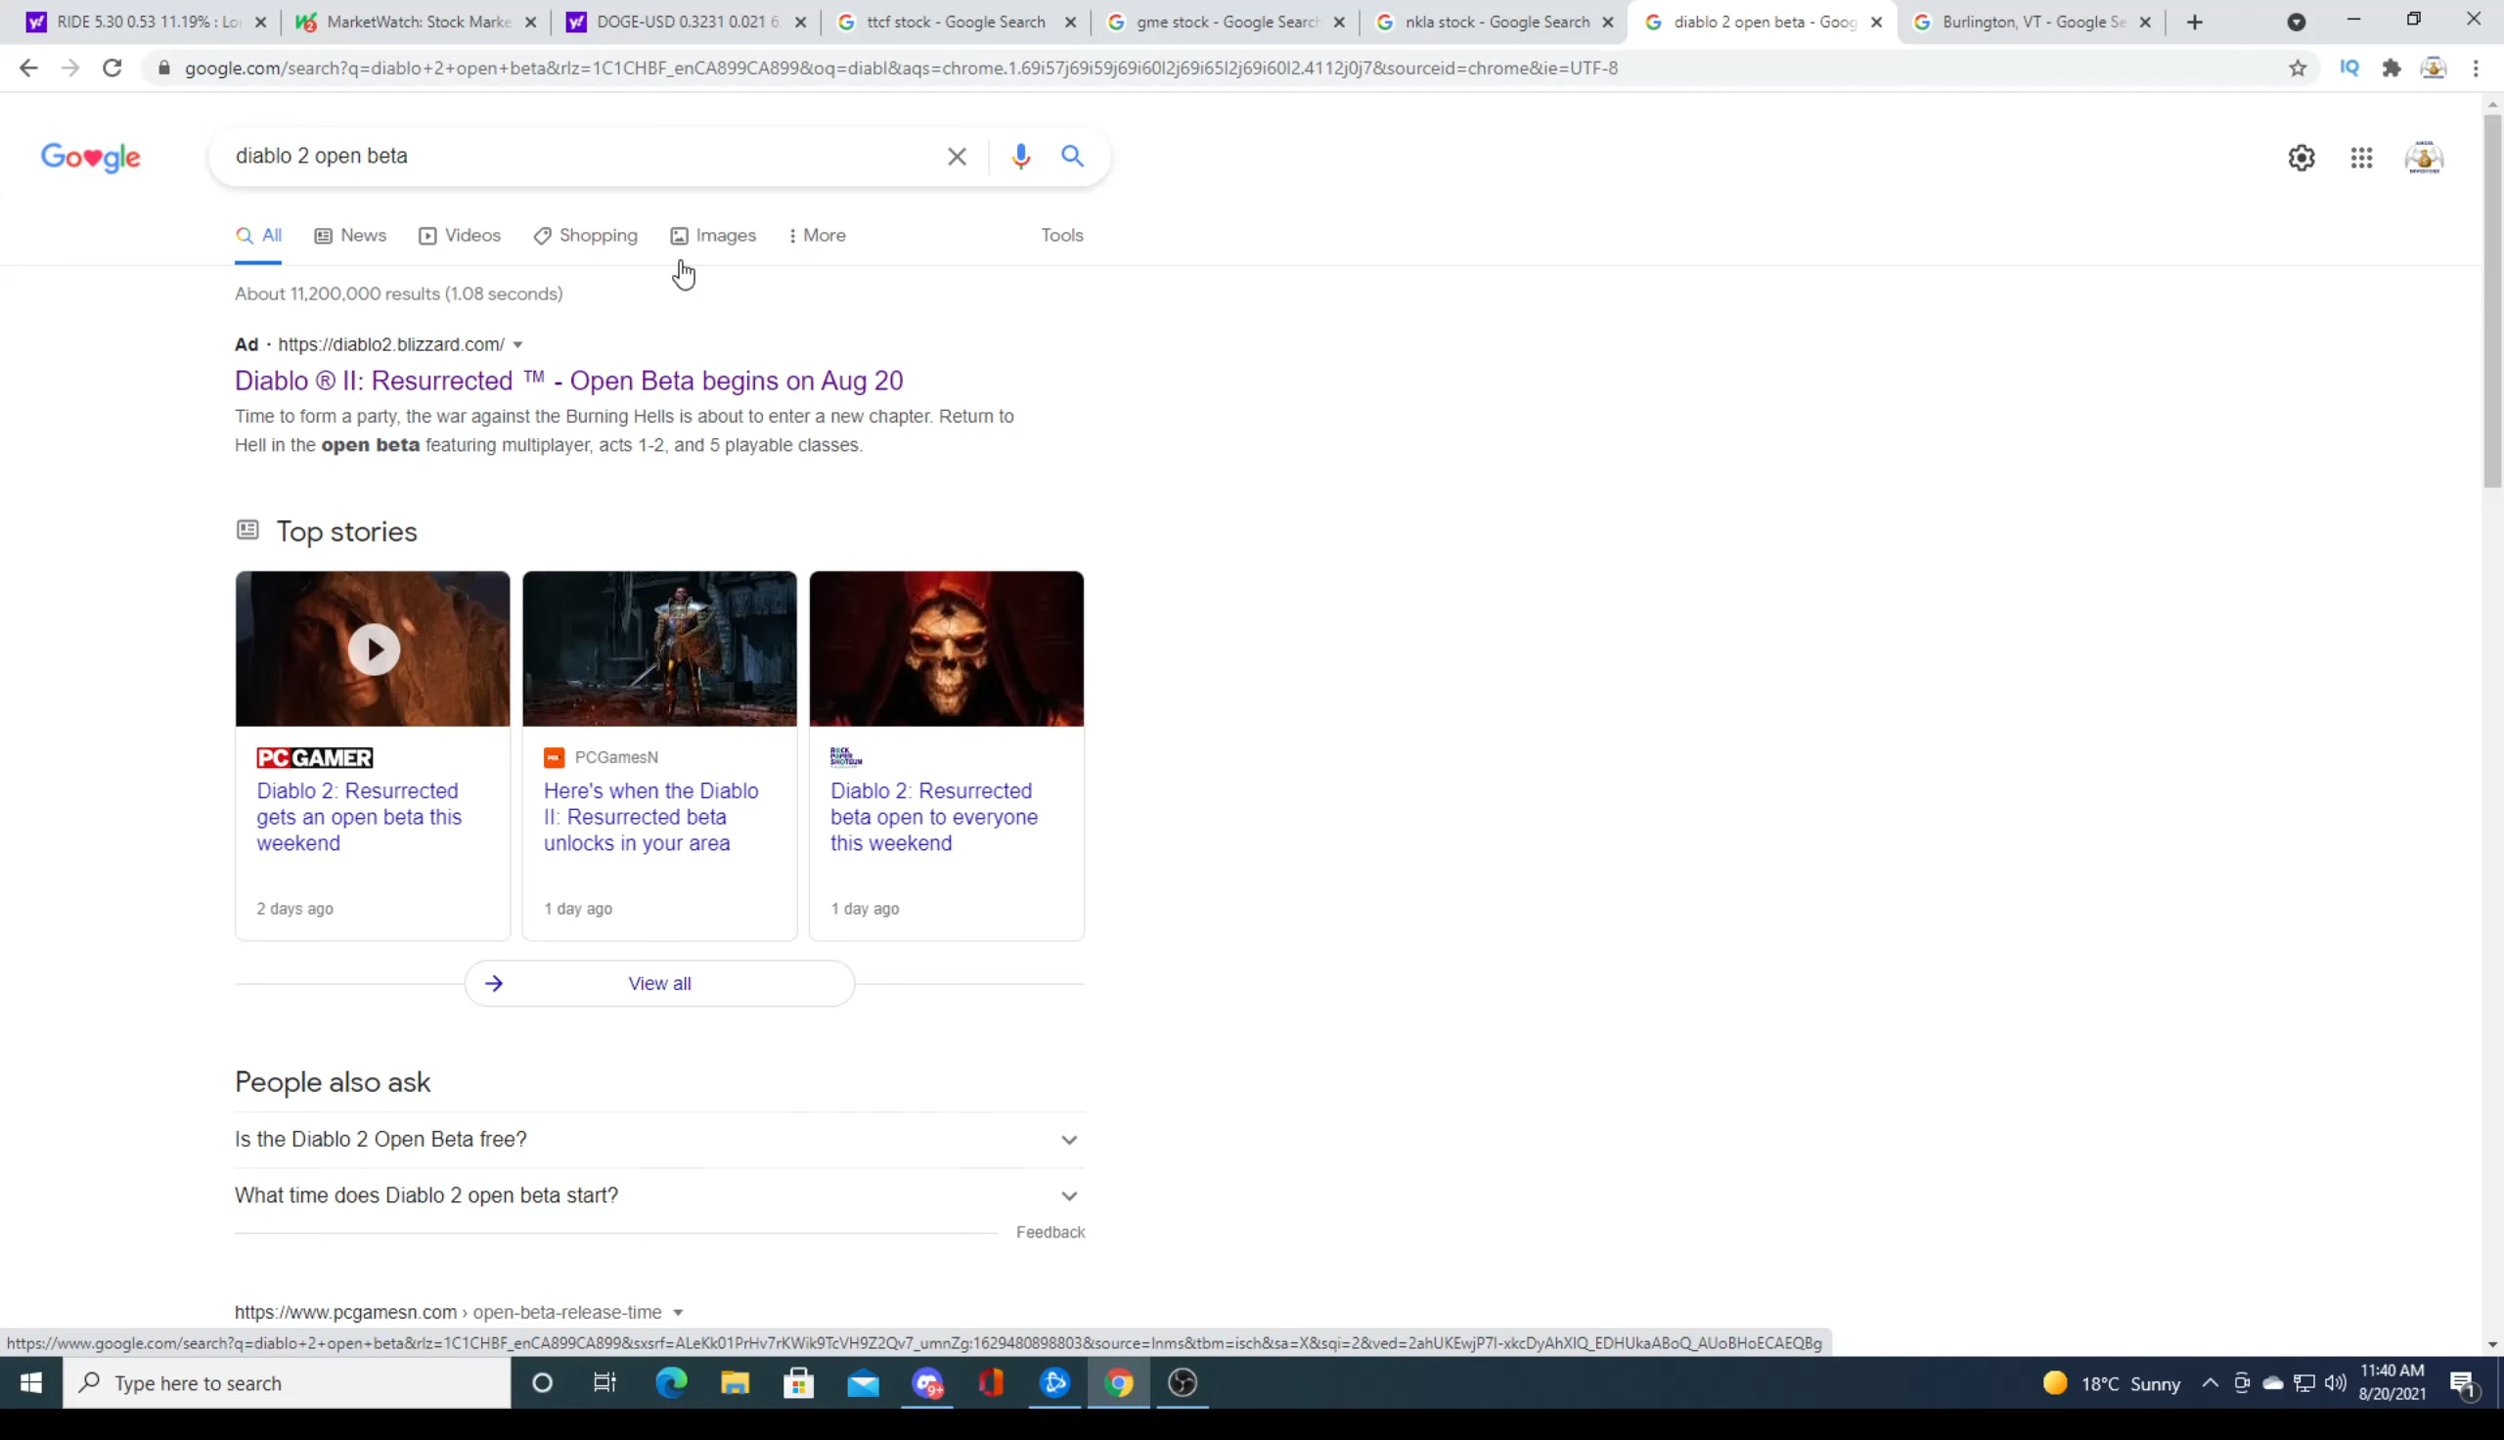 RIDE 5.30 0.53 11.19% : Lo
MarketWatch: Stock Marke
DOGE-USD 0.3231 0.021 6.
ttcf stock - Google Search
gme stock - Google Search
nkla stock - Google Search
diablo 2 open beta - Goog
Burlington, VT - Google Se
google.com/search?q=diablo+2+open+beta&rlz=1C1CHBF_enCA899CA899&oq=diabl&aqs=chrome.1.69i57j69i59j69i60l2j69i65l2j69i60l2.4112j0j7&sourceid=chrome&ie=UTF-8
IQ
Google
diablo 2 open beta
All News Videos Shopping Images More Tools
About 11,200,000 results (1.08 seconds)
Ad · https://diablo2.blizzard.com/
Diablo ® II: Resurrected ™ - Open Beta begins on Aug 20
Time to form a party, the war against the Burning Hells is about to enter a new chapter. Return to
Hell in the open beta featuring multiplayer, acts 1-2, and 5 playable classes.
Top stories
PC GAMER
Diablo 2: Resurrected
gets an open beta this
weekend
2 days ago
PCGamesN
Here's when the Diablo
II: Resurrected beta
unlocks in your area
1 day ago
ROCK
PAPER
SHOTGUN
Diablo 2: Resurrected
beta open to everyone
this weekend
1 day ago
View all
People also ask
Is the Diablo 2 Open Beta free?
What time does Diablo 2 open beta start?
Feedback
https://www.pcgamesn.com › open-beta-release-time
https://www.google.com/search?q=diablo+2+open+beta&rlz=1C1CHBF_enCA899CA899&sxsrf=ALeKk01PrHv7rKWik9TcVH9Z2Qv7_umnZg:1629480898803&source=lnms&tbm=isch&sa=X&sqi=2&ved=2ahUKEwjP7I-xkcDyAhXIQ_EDHUkaABoQ_AUoBHoECAEQBg
Type here to search
9+
18°C Sunny
11:40 AM
8/20/2021
1